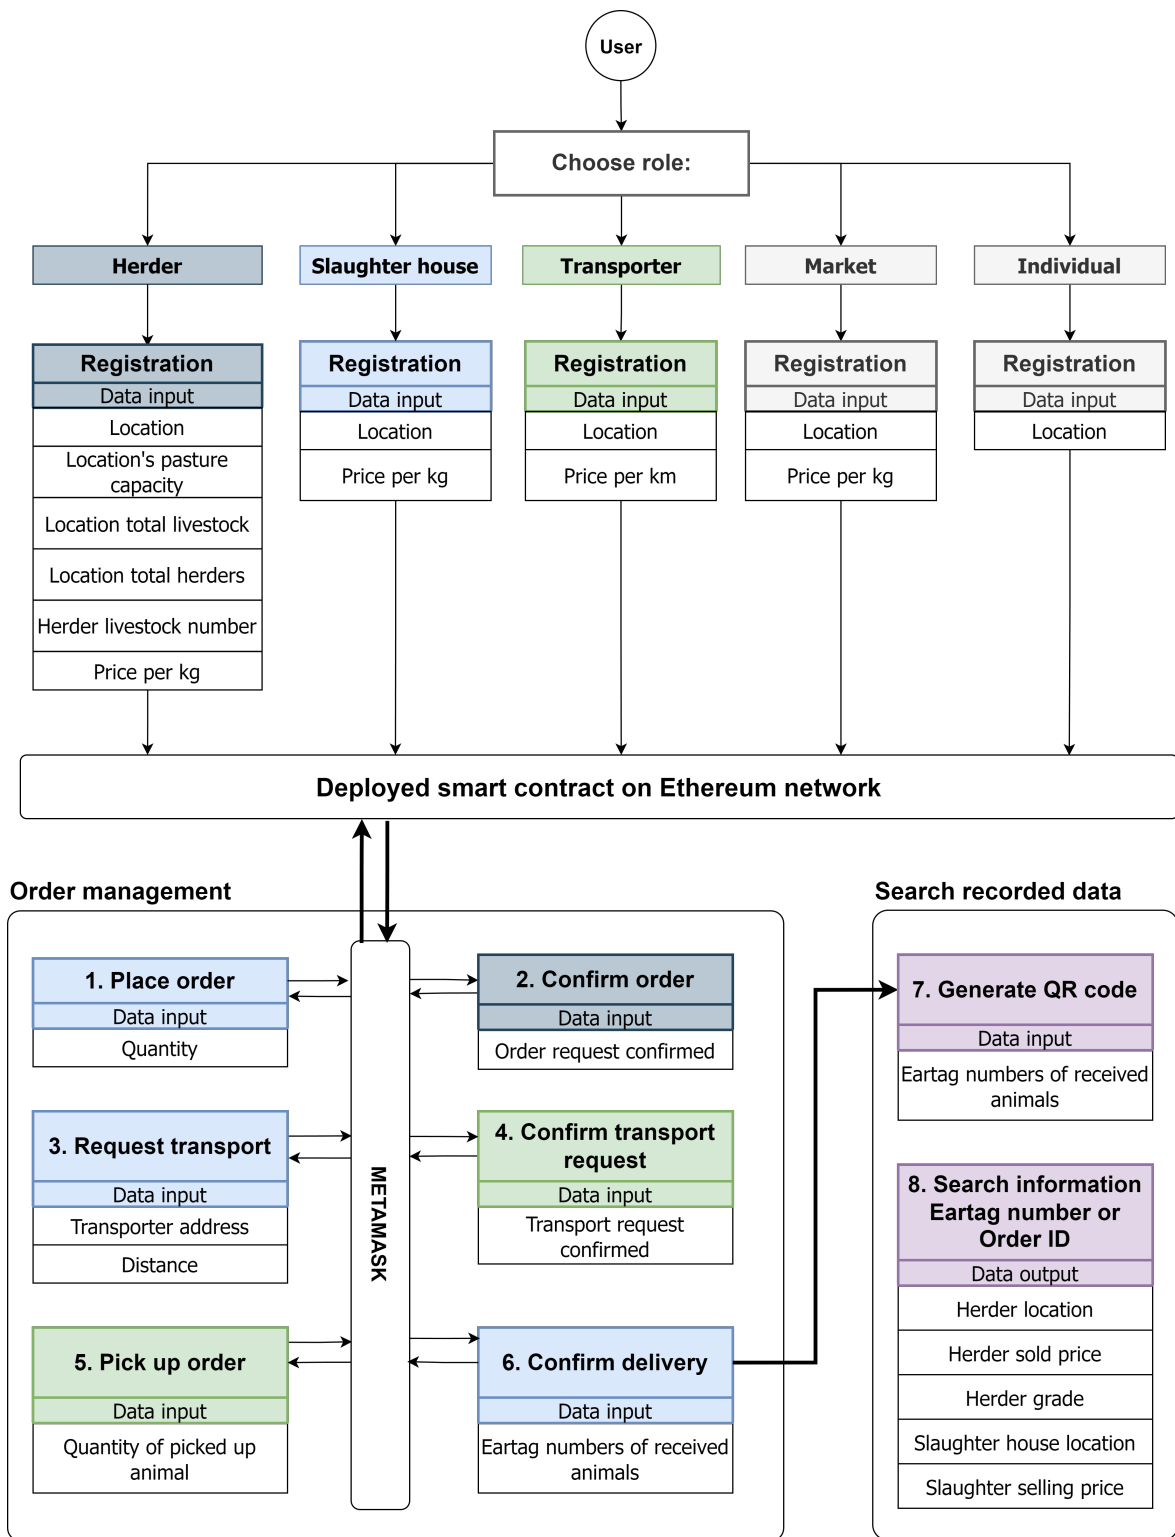 User
Choose role:
Herder
Slaughter house
Transporter
Market
Individual
Registration
Data input
Location
Location's pasture
capacity
Location total livestock
Location total herders
Herder livestock number
Price per kg
Registration
Data input
Location
Price per kg
Registration
Data input
Location
Price per km
Registration
Data input
Location
Price per kg
Registration
Data input
Location
Deployed smart contract on Ethereum network
Order management
1. Place order
Data input
Quantity
2. Confirm order
Data input
Order request confirmed
3. Request transport
Data input
Transporter address
Distance
METAMASK
4. Confirm transport
request
Data input
Transport request
confirmed
5. Pick up order
Data input
Quantity of picked up
animal
6. Confirm delivery
Data input
Eartag numbers of received
animals
Search recorded data
7. Generate QR code
Data input
Eartag numbers of received
animals
8. Search information
Eartag number or
Order ID
Data output
Herder location
Herder sold price
Herder grade
Slaughter house location
Slaughter selling price